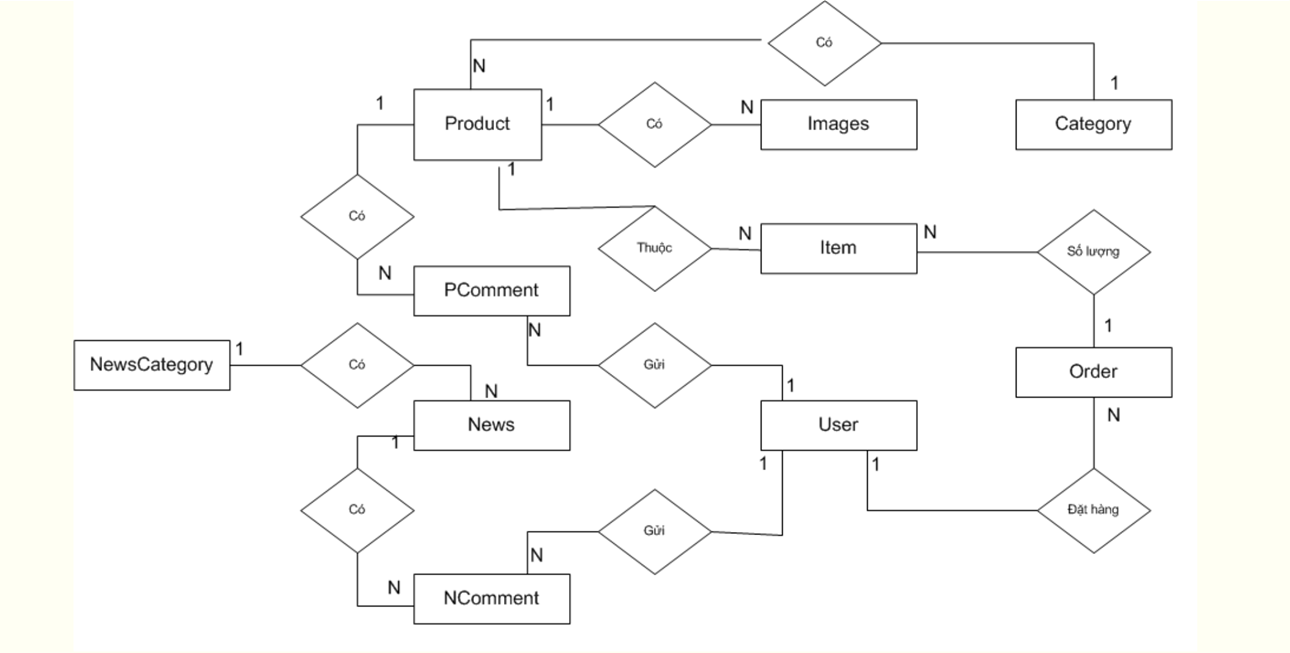 Có
N
1
1
Product
1
Có
N
Images
Category
1
Có
Thuộc
N
Item
N
Số lượng
N
PComment
N
1
NewsCategory
1
Có
Gửi
1
Order
N
News
User
N
1
1
1
Có
Gửi
Đặt hàng
N
N
NComment